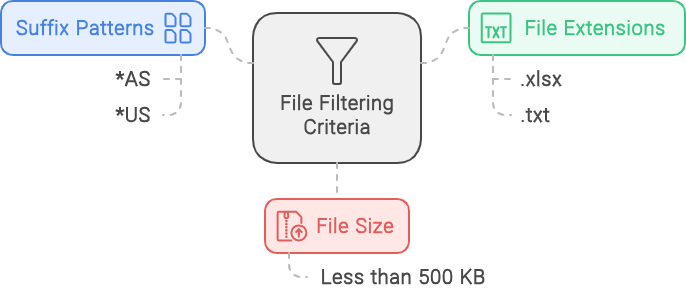 Suffix Patterns
*AS
*US
File Filtering
Criteria
TXT
File Extensions
.xlsx
.txt
File Size
Less than 500 KB